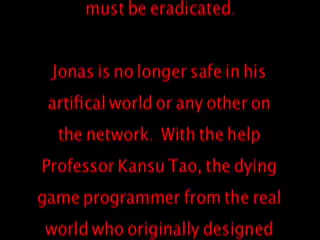 must be eradicated.
Jonas is no longer safe in his
artifical world or any other on
the network. With the help
Professor Kansu Tao, the dying
game programmer from the real
world who originally designed